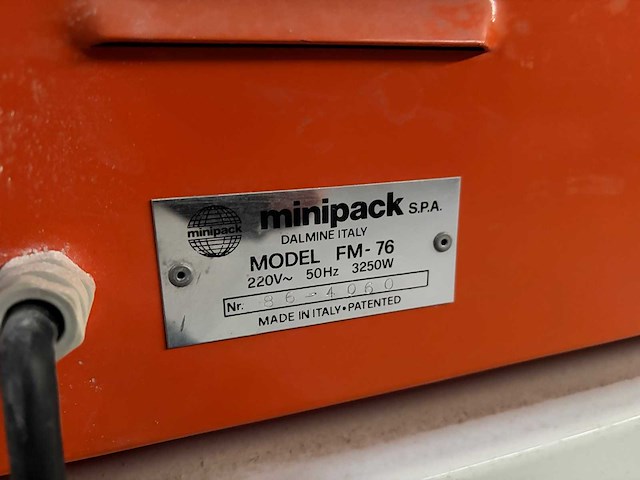 minipack
minipack S.P.A.
DALMINE ITALY
MODEL FM-76
220V~ 50Hz 3250W
Nr. 86-4060
MADE IN ITALY•PATENTED